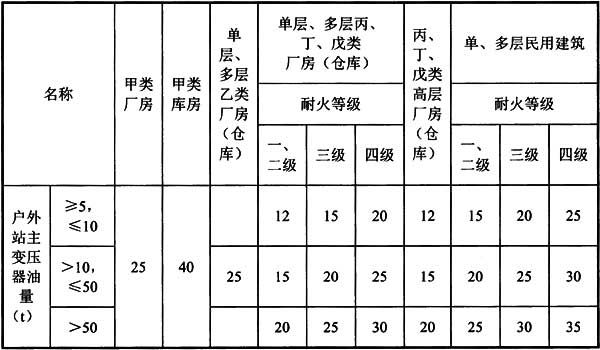 名称
甲类
厂房
甲类
库房
单
层、
多层
乙类
厂房
(仓
库)
单层、多层丙、
丁、戊类
厂房(仓库)
耐火等级
一、
二级
三级
四级
丙、
丁、
戊类
高层
厂房
(仓
库)
单、多层民用建筑
耐火等级
一、
二级
三级
四级
户外
站主
变压
器油
量
(t)
≥5,
≤10
12 15 20 12 15 20 25
>10,
≤50
25 40 25 15 20 25 15 20 25 30
>50
20 25 30 20 25 30 35